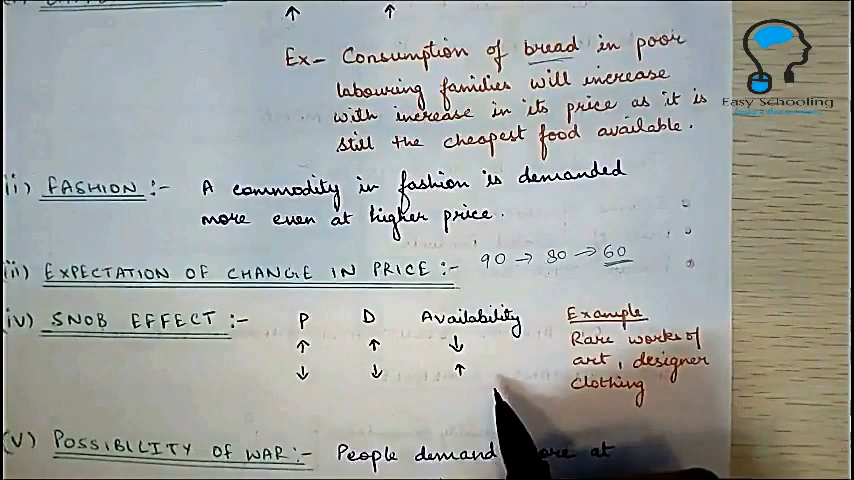 ↑ ↑
Ex- Consumption of bread in poor
labouring families will increase
with increase in its price as it is
still the cheapest food available.
Easy Schooling
ii) FASHION :- A commodity in fashion is demanded
more even at higher price.
ii) EXPECTATION OF CHANGE IN PRICE :- 90 → 80 → 60
(iv) SNOB EFFECT :- P D Availability Example
↑ ↑ ↓ Rare works of
↓ ↓ ↑ art, designer
clothing
(V) POSSIBILITY OF WAR :- People demand at